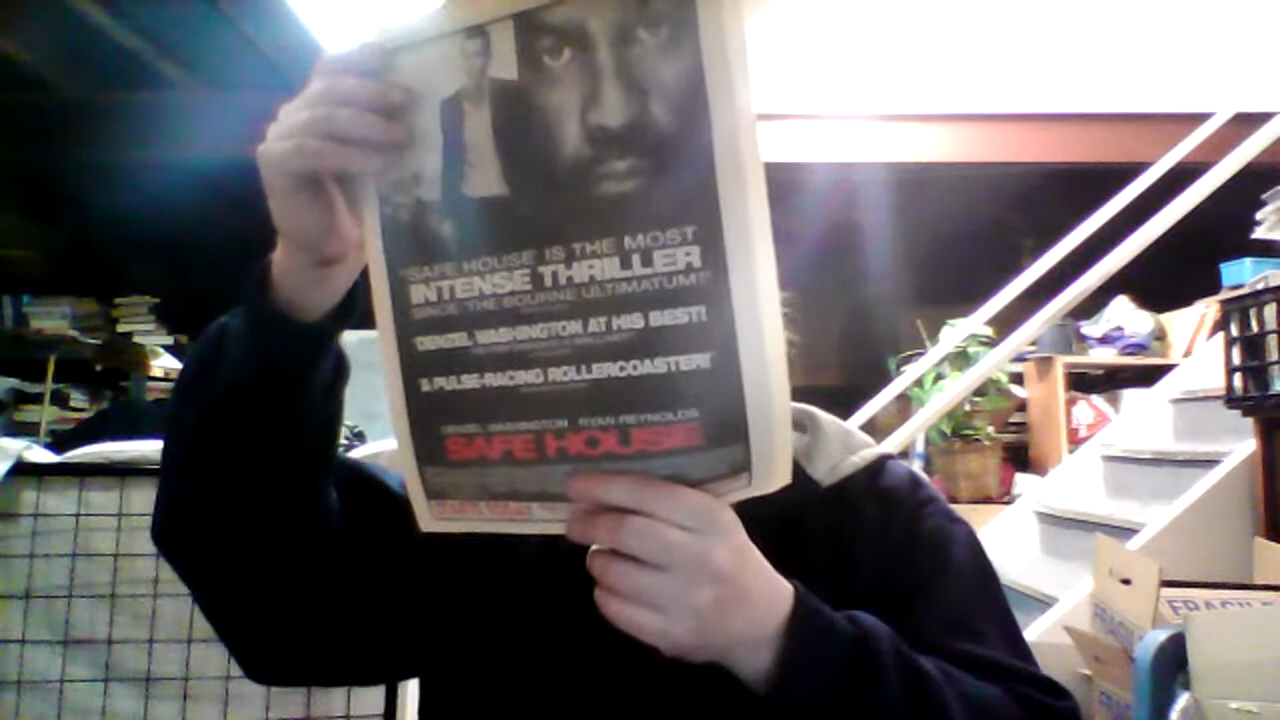 "SAFE HOUSE IS THE MOST
INTENSE THRILLER
SINCE 'THE BOURNE ULTIMATUM'!"
"DENZEL WASHINGTON AT HIS BEST!
"A PULSE-RACING ROLLERCOASTER!"
DENZEL WASHINGTON RYAN REYNOLDS
SAFE HOUSE
FRAGILE